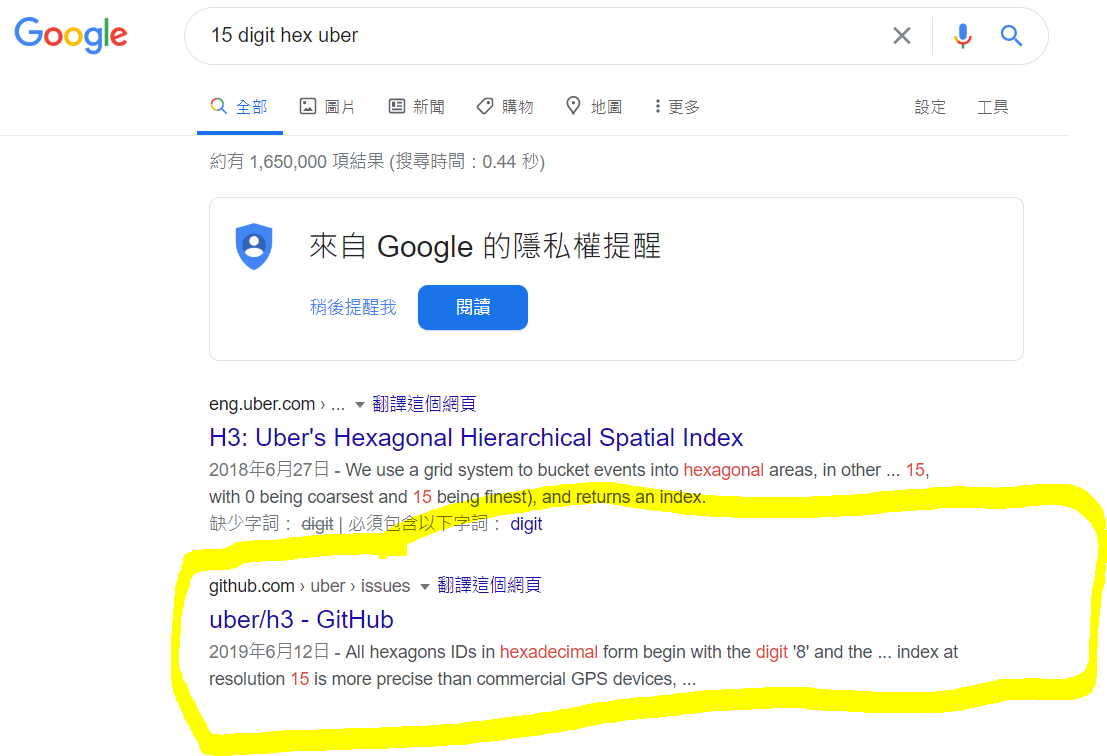 Google
15 digit hex uber
全部 圖片 新聞 購物 地圖 更多 設定 工具
約有 1,650,000 項結果 (搜尋時間：0.44 秒)
來自 Google 的隱私權提醒
稍後提醒我 閱讀
eng.uber.com › ... 翻譯這個網頁
H3: Uber's Hexagonal Hierarchical Spatial Index
2018年6月27日 - We use a grid system to bucket events into hexagonal areas, in other ... 15,
with 0 being coarsest and 15 being finest), and returns an index.
缺少字詞： digit | 必須包含以下字詞： digit
github.com › uber › issues 翻譯這個網頁
uber/h3 - GitHub
2019年6月12日 - All hexagons IDs in hexadecimal form begin with the digit '8' and the ... index at
resolution 15 is more precise than commercial GPS devices, ...